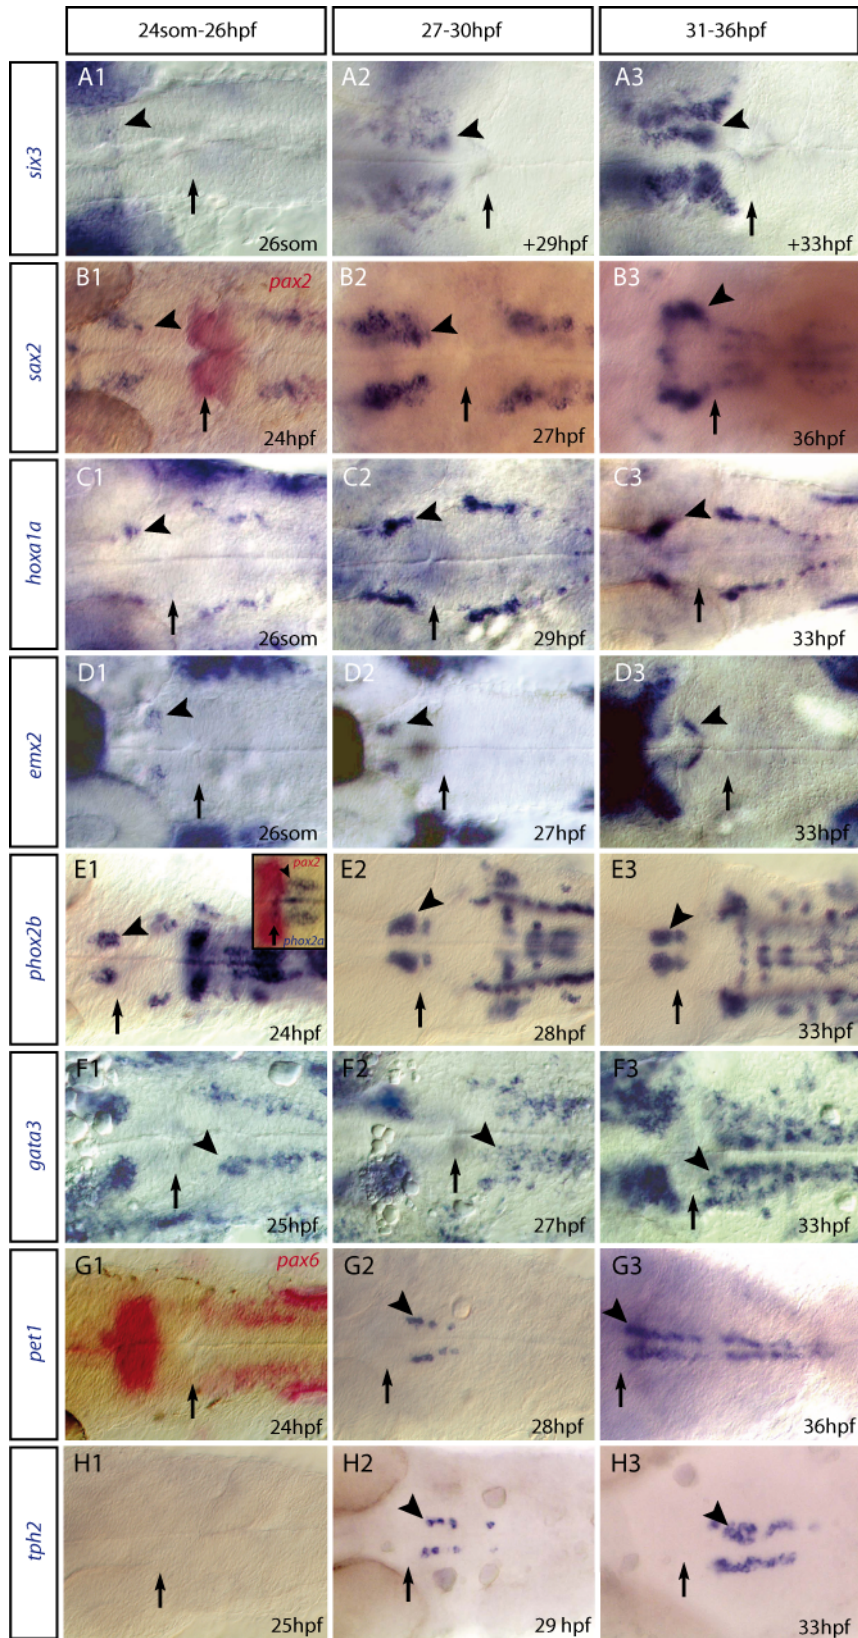 24som-26hpf
27-30hpf
31-36hpf
six3
A1
26som
A2
+29hpf
A3
+33hpf
sax2
B1
pax2
24hpf
B2
27hpf
B3
36hpf
hoxa1a
C1
26som
C2
29hpf
C3
33hpf
emx2
D1
26som
D2
27hpf
D3
33hpf
phox2b
E1
pax2
phox2a
24hpf
E2
28hpf
E3
33hpf
gata3
F1
25hpf
F2
27hpf
F3
33hpf
pet1
G1
pax6
24hpf
G2
28hpf
G3
36hpf
tph2
H1
25hpf
H2
29 hpf
H3
33hpf